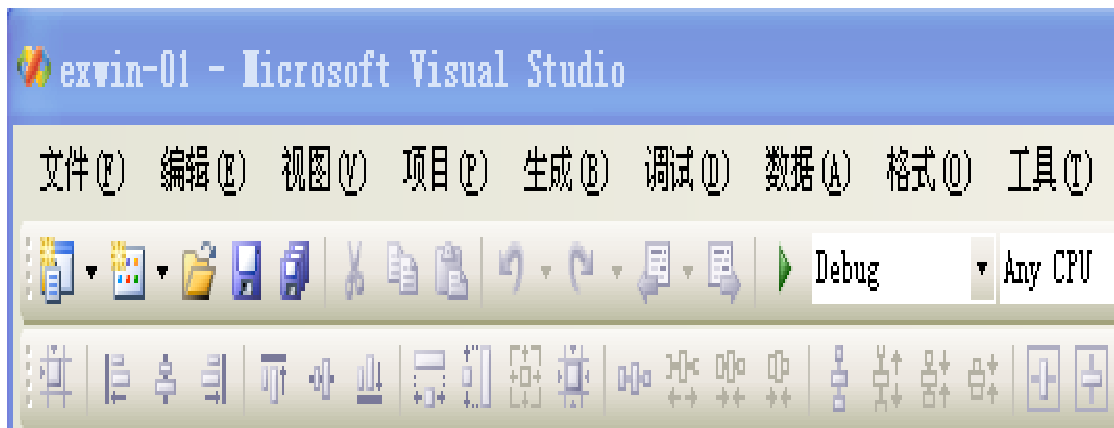 exwin-01 - Microsoft Visual Studio
文件(F) 编辑(E) 视图(V) 项目(P) 生成(B) 调试(D) 数据(A) 格式(O) 工具(T)
Debug Any CPU